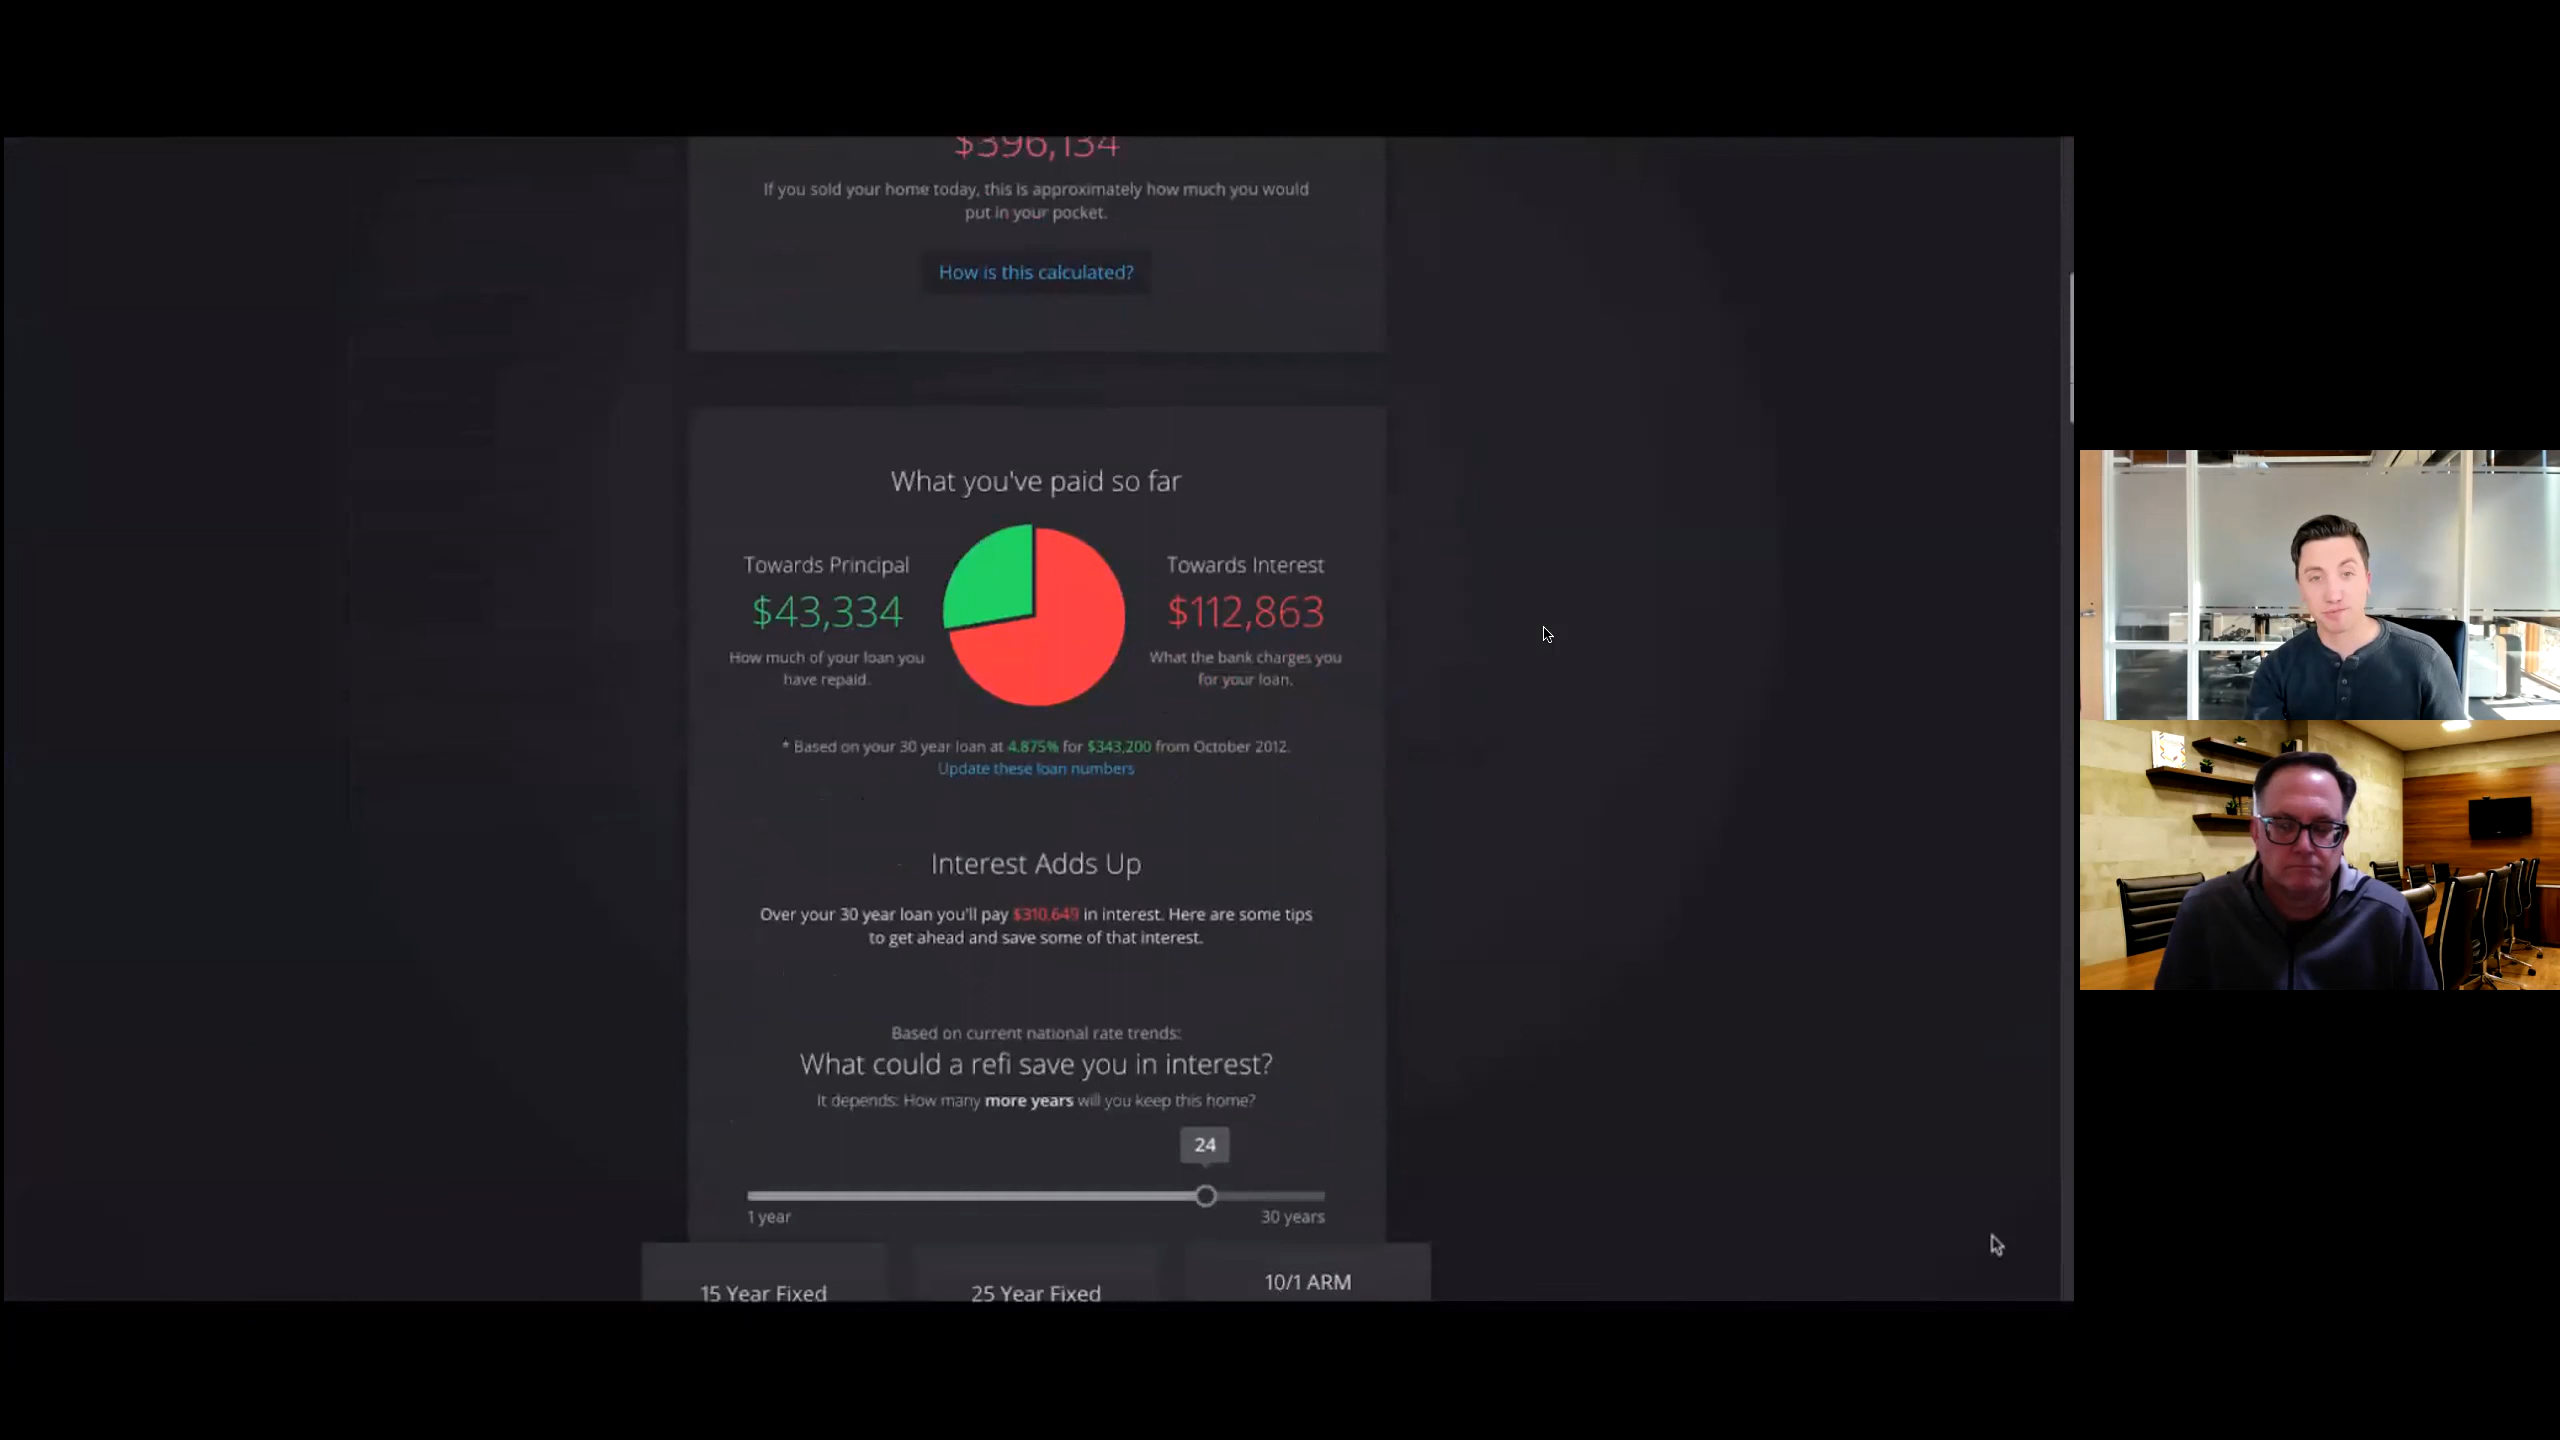 $396,134
If you sold your home today, this is approximately how much you would
put in your pocket.
How is this calculated?
What you've paid so far
Towards Principal
$43,334
How much of your loan you
have repaid.
Towards Interest
$112,863
What the bank charges you
for your loan.
* Based on your 30 year loan at 4.875% for $343,200 from October 2012.
Update these loan numbers
Interest Adds Up
Over your 30 year loan you'll pay $310,649 in interest. Here are some tips
to get ahead and save some of that interest.
Based on current national rate trends:
What could a refi save you in interest?
It depends: How many more years will you keep this home?
24
1 year
30 years
15 Year Fixed
25 Year Fixed
10/1 ARM